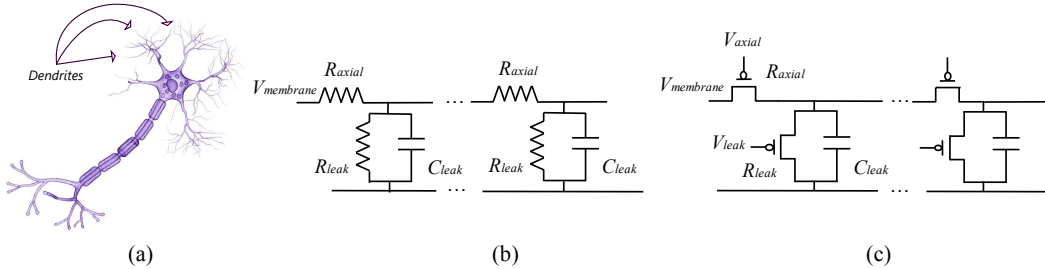 Dendrites
(a)
Vmembrane
Raxial
...
Raxial
Rleak
Cleak
Rleak
Cleak
...
(b)
Vaxial
Vmembrane
Raxial
...
Vleak
Rleak
Cleak
...
(c)